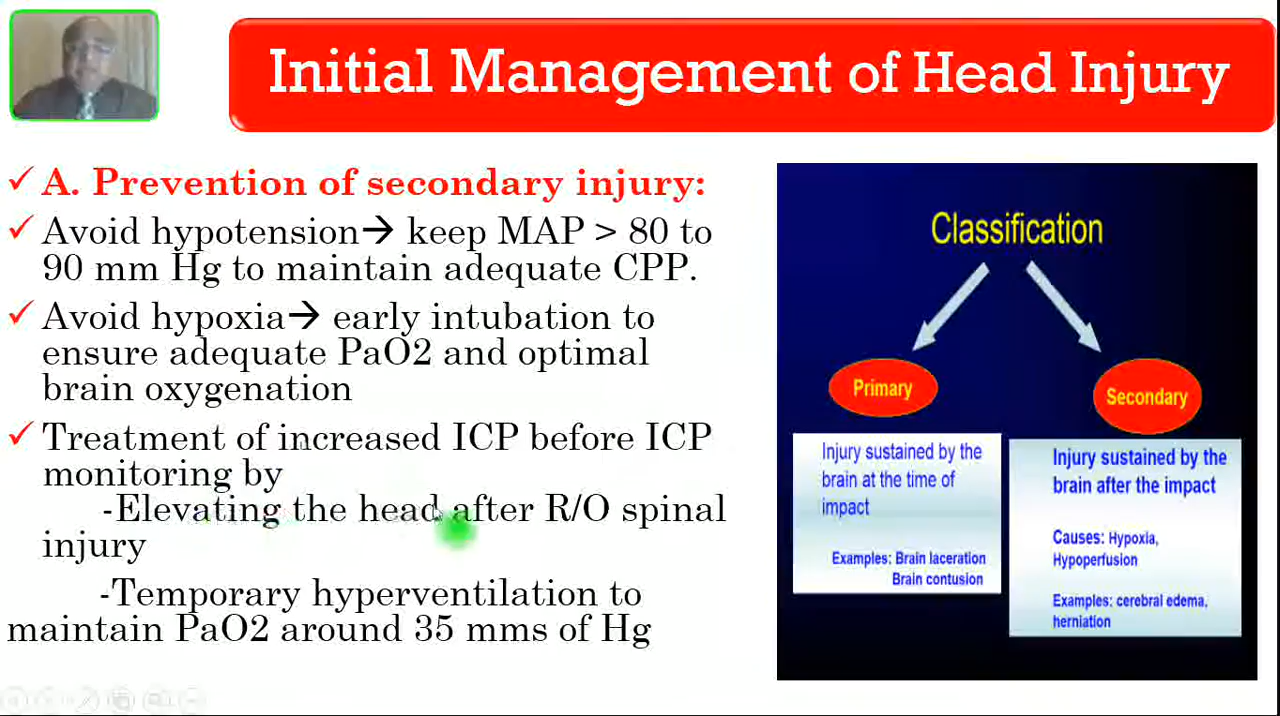 Initial Management of Head Injury
✓ A. Prevention of secondary injury:
✓ Avoid hypotension→ keep MAP > 80 to
90 mm Hg to maintain adequate CPP.
✓ Avoid hypoxia→ early intubation to
ensure adequate PaO2 and optimal
brain oxygenation
✓ Treatment of increased ICP before ICP
monitoring by
-Elevating the head after R/O spinal
injury
-Temporary hyperventilation to
maintain PaO2 around 35 mms of Hg
Classification
Primary
Injury sustained by the
brain at the time of
impact
Examples: Brain laceration
Brain contusion
Secondary
Injury sustained by the
brain after the impact
Causes: Hypoxia,
Hypoperfusion
Examples: cerebral edema,
herniation